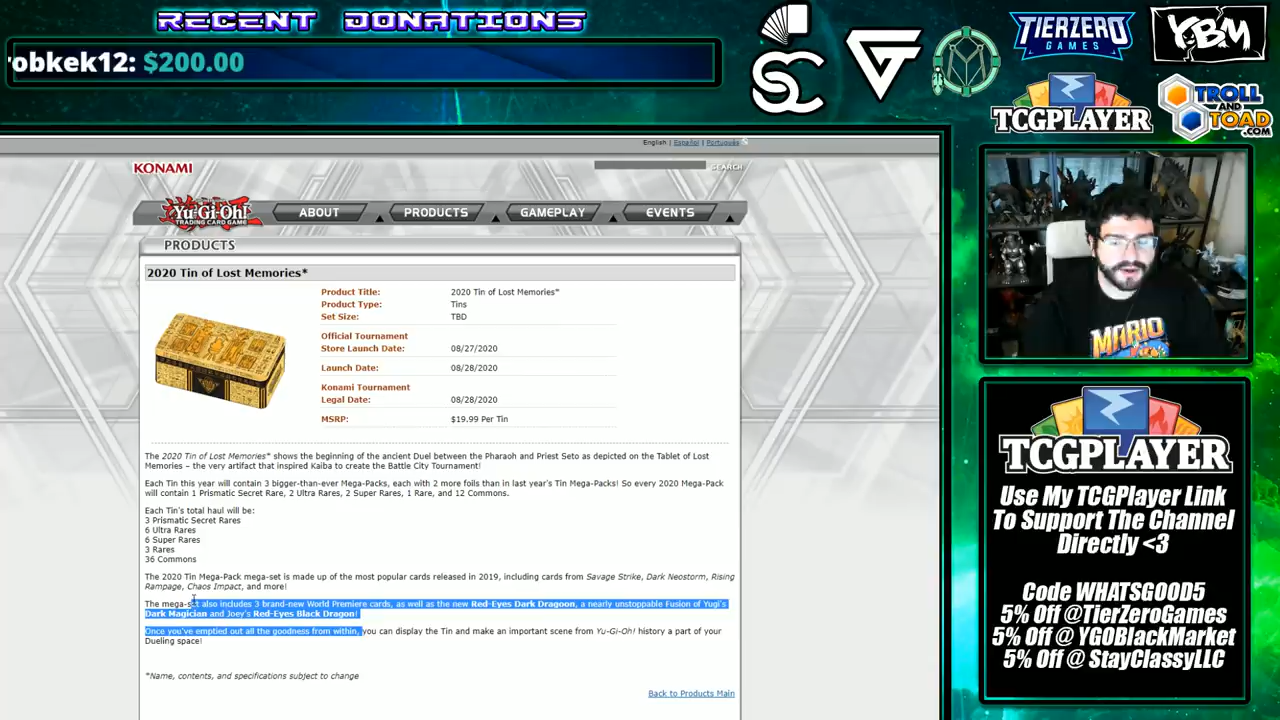 RECENT DONATIONS
robkek12: $200.00
SC
TIERZERO
GAMES
YBM
TCGPLAYER
TROLL
AND
TOAD
.COM
English | Español | Português
KONAMI
SEARCH
Yu-Gi-Oh!
TRADING CARD GAME
ABOUT
PRODUCTS
GAMEPLAY
EVENTS
PRODUCTS
2020 Tin of Lost Memories*
Product Title: 2020 Tin of Lost Memories*
Product Type: Tins
Set Size: TBD
Official Tournament
Store Launch Date: 08/27/2020
Launch Date: 08/28/2020
Konami Tournament
Legal Date: 08/28/2020
MSRP: $19.99 Per Tin
The 2020 Tin of Lost Memories* shows the beginning of the ancient Duel between the Pharaoh and Priest Seto as depicted on the Tablet of Lost
Memories – the very artifact that inspired Kaiba to create the Battle City Tournament!
Each Tin this year will contain 3 bigger-than-ever Mega-Packs, each with 2 more foils than in last year's Tin Mega-Packs! So every 2020 Mega-Pack
will contain 1 Prismatic Secret Rare, 2 Ultra Rares, 2 Super Rares, 1 Rare, and 12 Commons.
Each Tin's total haul will be:
3 Prismatic Secret Rares
6 Ultra Rares
6 Super Rares
3 Rares
36 Commons
The 2020 Tin Mega-Pack mega-set is made up of the most popular cards released in 2019, including cards from Savage Strike, Dark Neostorm, Rising
Rampage, Chaos Impact, and more!
The mega-set also includes 3 brand-new World Premiere cards, as well as the new Red-Eyes Dark Dragoon, a nearly unstoppable Fusion of Yugi's
Dark Magician and Joey's Red-Eyes Black Dragon!
Once you've emptied out all the goodness from within, you can display the Tin and make an important scene from Yu-Gi-Oh! history a part of your
Dueling space!
*Name, contents, and specifications subject to change
Back to Products Main
MARIO
TCGPLAYER
Use My TCGPlayer Link
To Support The Channel
Directly <3
Code WHATSGOOD5
5% Off @TierZeroGames
5% Off @ YGOBlackMarket
5% Off @ StayClassyLLC